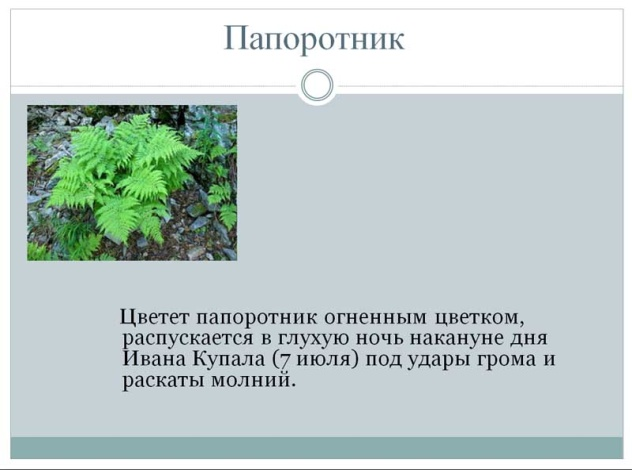 Папоротник
Цветет папоротник огненным цветком,
распускается в глухую ночь накануне дня
Ивана Купала (7 июля) под удары грома и
раскаты молний.